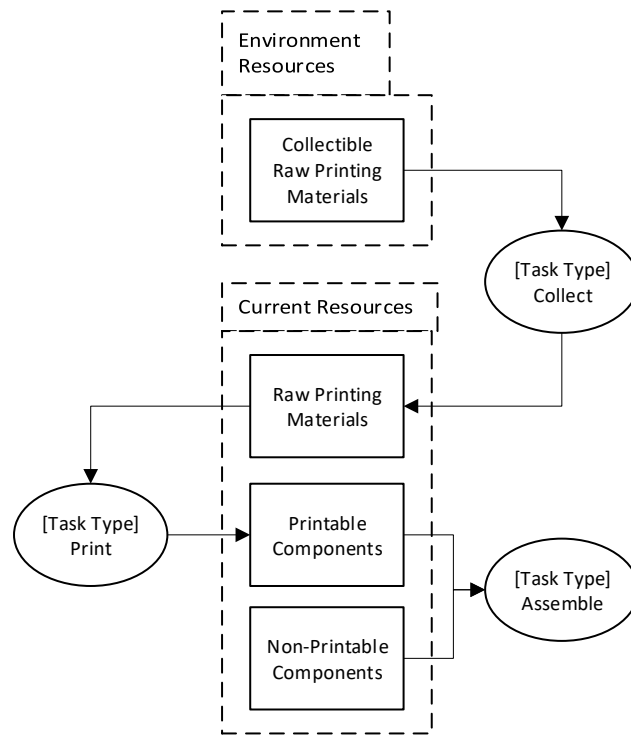 Environment
Resources
Collectible
Raw Printing
Materials
[Task Type]
Collect
Current Resources
Raw Printing
Materials
[Task Type]
Print
Printable
Components
[Task Type]
Assemble
Non-Printable
Components